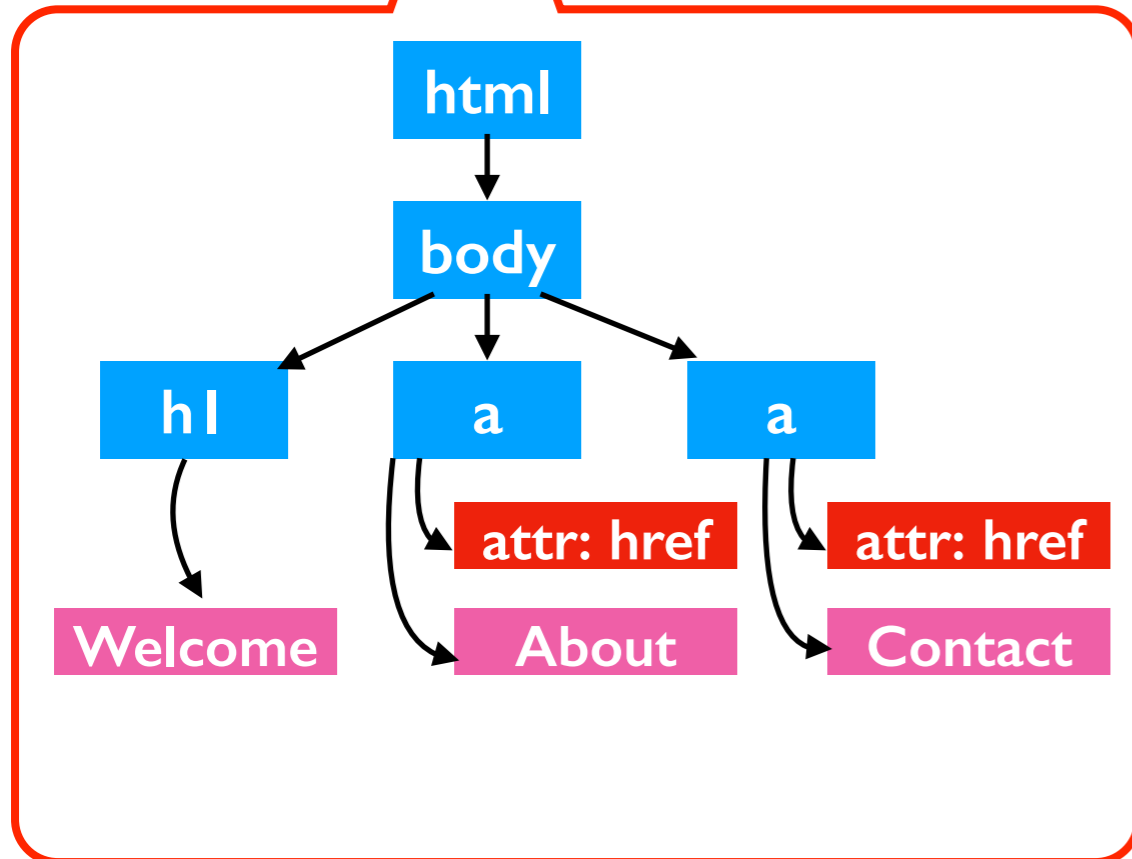 html
body
h1
a
a
attr: href
attr: href
Welcome
About
Contact